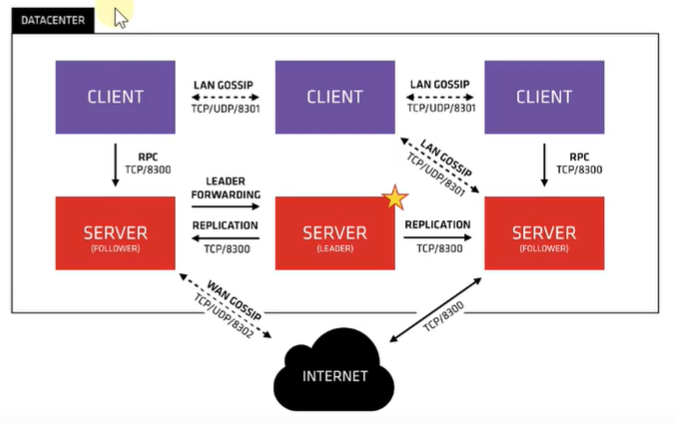 DATACENTER
CLIENT
LAN GOSSIP
TCP/UDP/8301
CLIENT
LAN GOSSIP
TCP/UDP/8301
CLIENT
RPC
TCP/8300
LAN GOSSIP
TCP/UDP/8301
RPC
TCP/8300
LEADER
FORWARDING
SERVER
(FOLLOWER)
REPLICATION
TCP/8300
SERVER
(LEADER)
REPLICATION
TCP/8300
SERVER
(FOLLOWER)
WAN GOSSIP
TCP/UDP/8302
TCP/8300
INTERNET